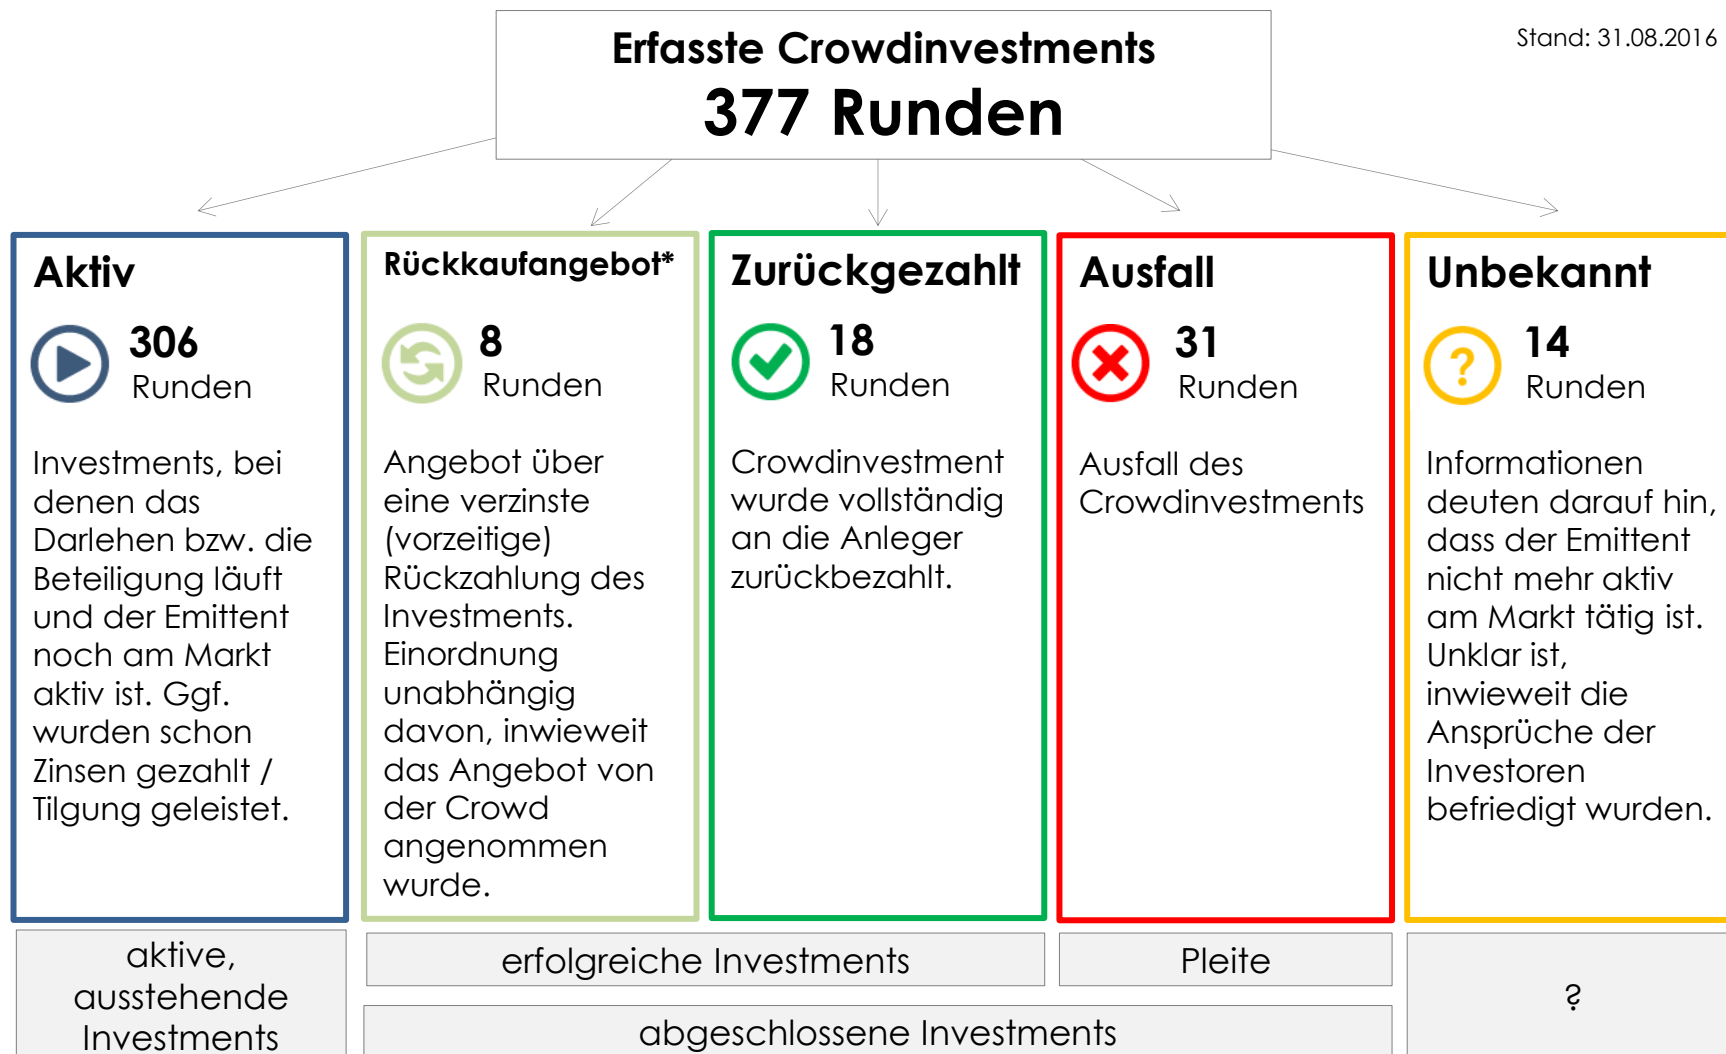 Erfasste Crowdinvestments
377 Runden
Stand: 31.08.2016
Aktiv
306
Runden
Investments, bei
denen das
Darlehen bzw. die
Beteiligung läuft
und der Emittent
noch am Markt
aktiv ist. Ggf.
wurden schon
Zinsen gezahlt /
Tilgung geleistet.
Rückkaufangebot*
8
Runden
Angebot über
eine verzinste
(vorzeitige)
Rückzahlung des
Investments.
Einordnung
unabhängig
davon, inwieweit
das Angebot von
der Crowd
angenommen
wurde.
Zurückgezahlt
18
Runden
Crowdinvestment
wurde vollständig
an die Anleger
zurückbezahlt.
Ausfall
31
Runden
Ausfall des
Crowdinvestments
Unbekannt
?
14
Runden
Informationen
deuten darauf hin,
dass der Emittent
nicht mehr aktiv
am Markt tätig ist.
Unklar ist,
inwieweit die
Ansprüche der
Investoren
befriedigt wurden.
aktive,
ausstehende
Investments
erfolgreiche Investments
Pleite
abgeschlossene Investments
?